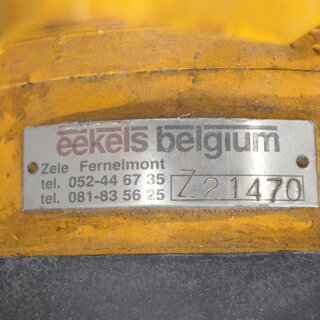 eekels belgium
Zele Fernelmont
tel. 052-44 67 35
tel. 081-83 56 25
Z21470